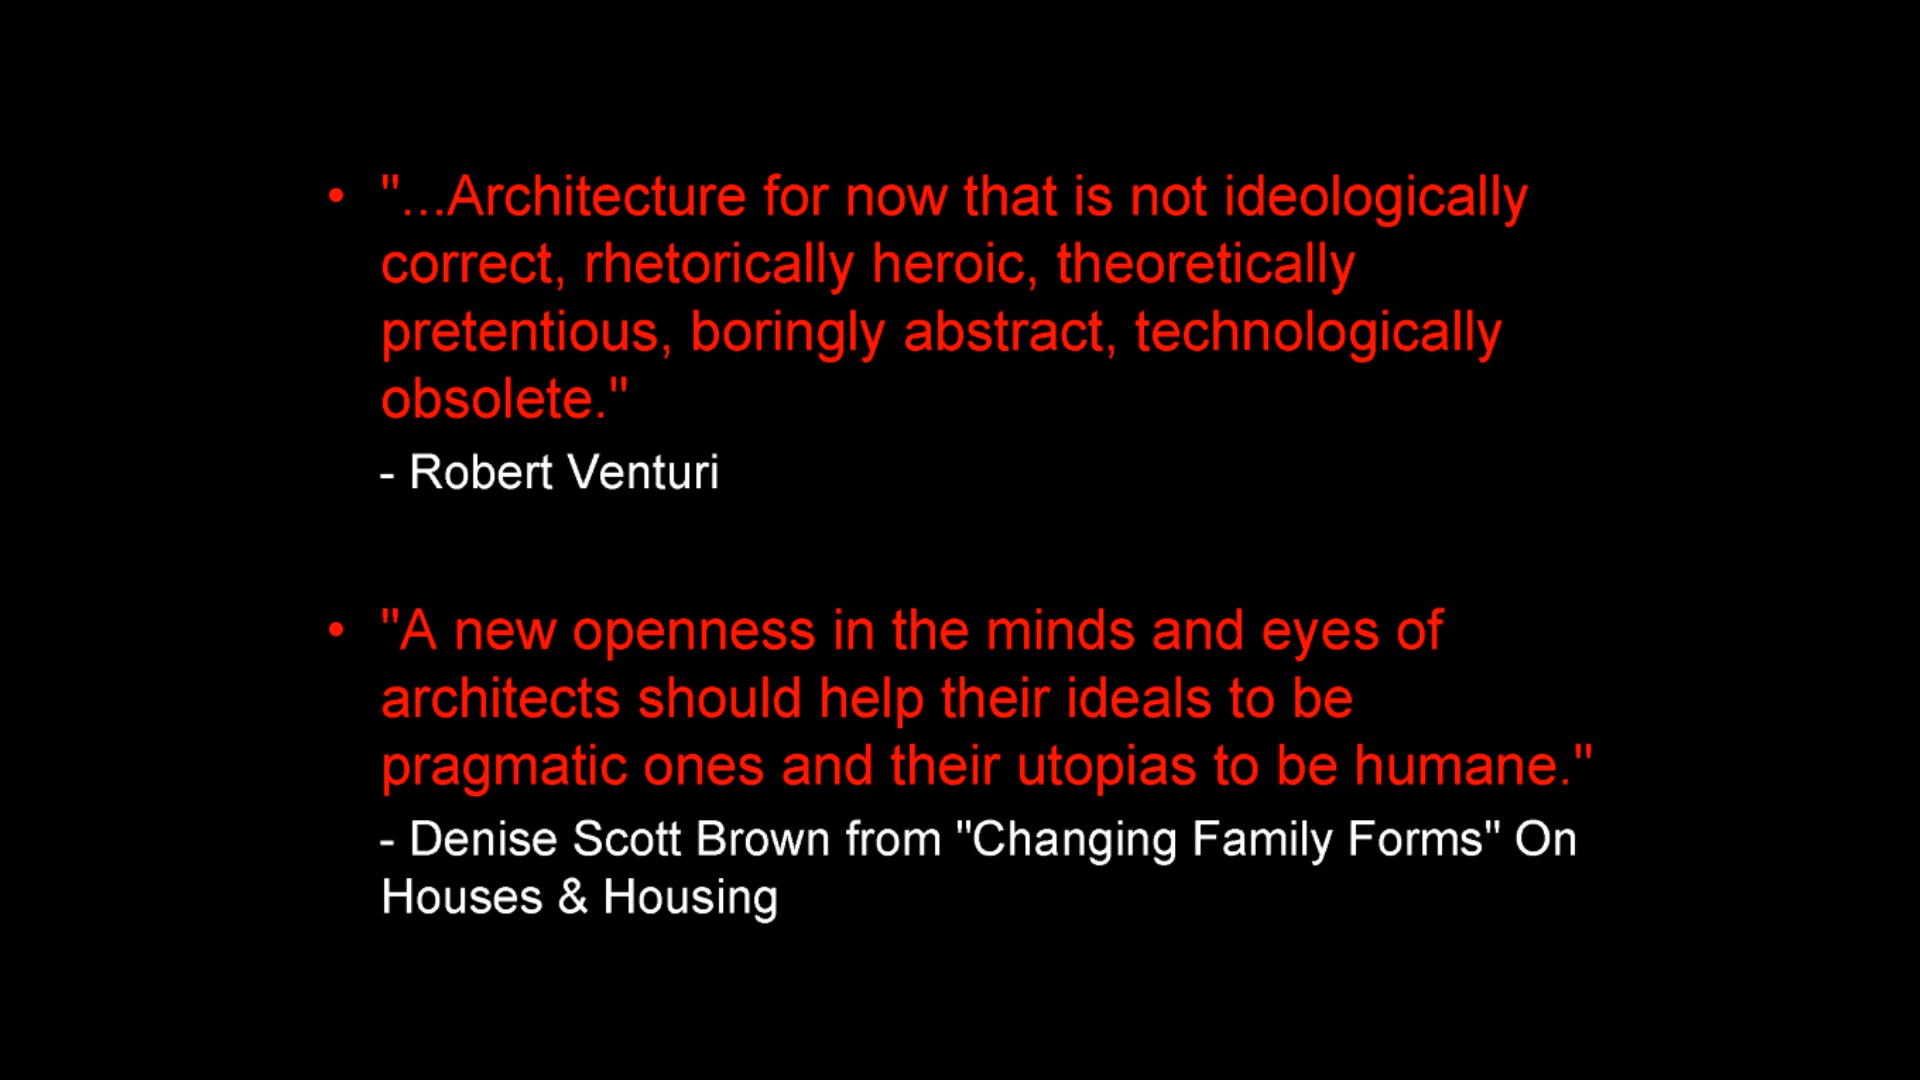 • "...Architecture for now that is not ideologically
correct, rhetorically heroic, theoretically
pretentious, boringly abstract, technologically
obsolete."
- Robert Venturi
• "A new openness in the minds and eyes of
architects should help their ideals to be
pragmatic ones and their utopias to be humane."
- Denise Scott Brown from "Changing Family Forms" On
Houses & Housing